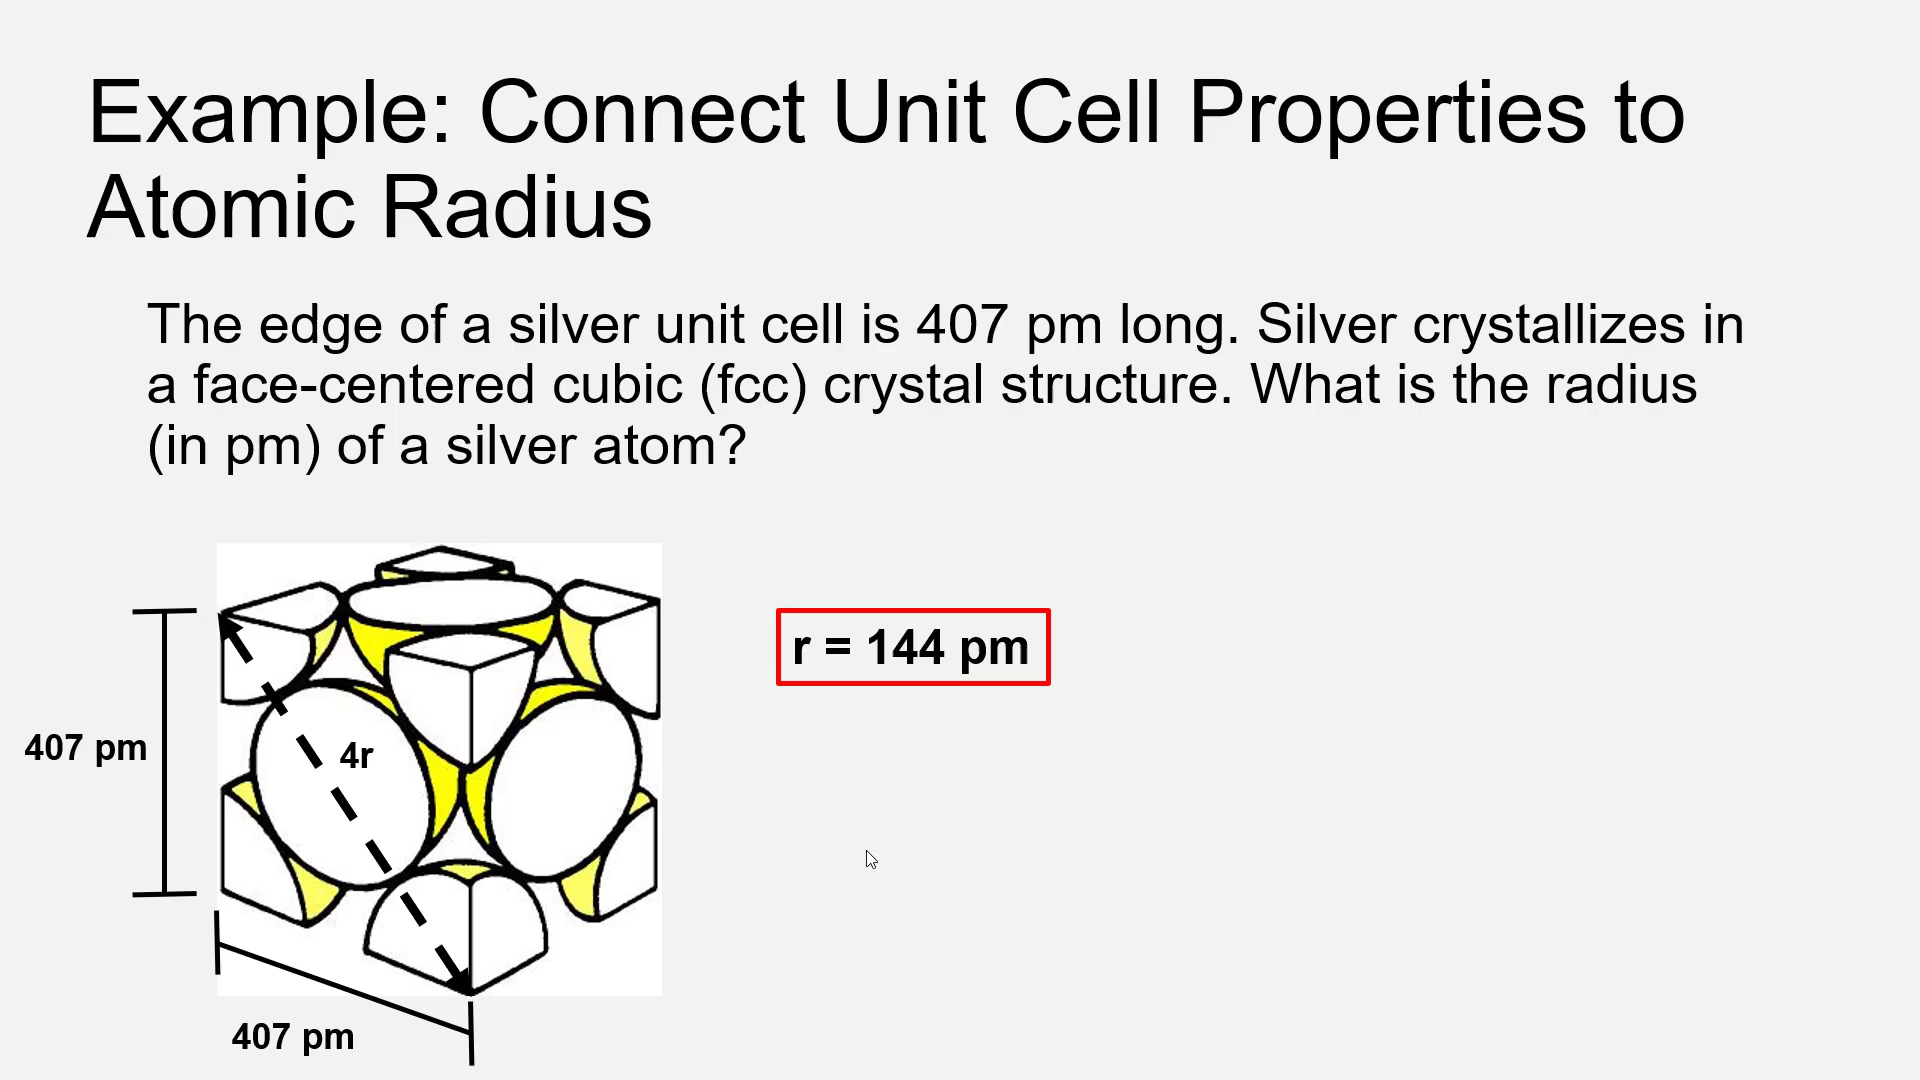 Example: Connect Unit Cell Properties to
Atomic Radius
The edge of a silver unit cell is 407 pm long. Silver crystallizes in
a face-centered cubic (fcc) crystal structure. What is the radius
(in pm) of a silver atom?
r = 144 pm
407 pm
4r
407 pm